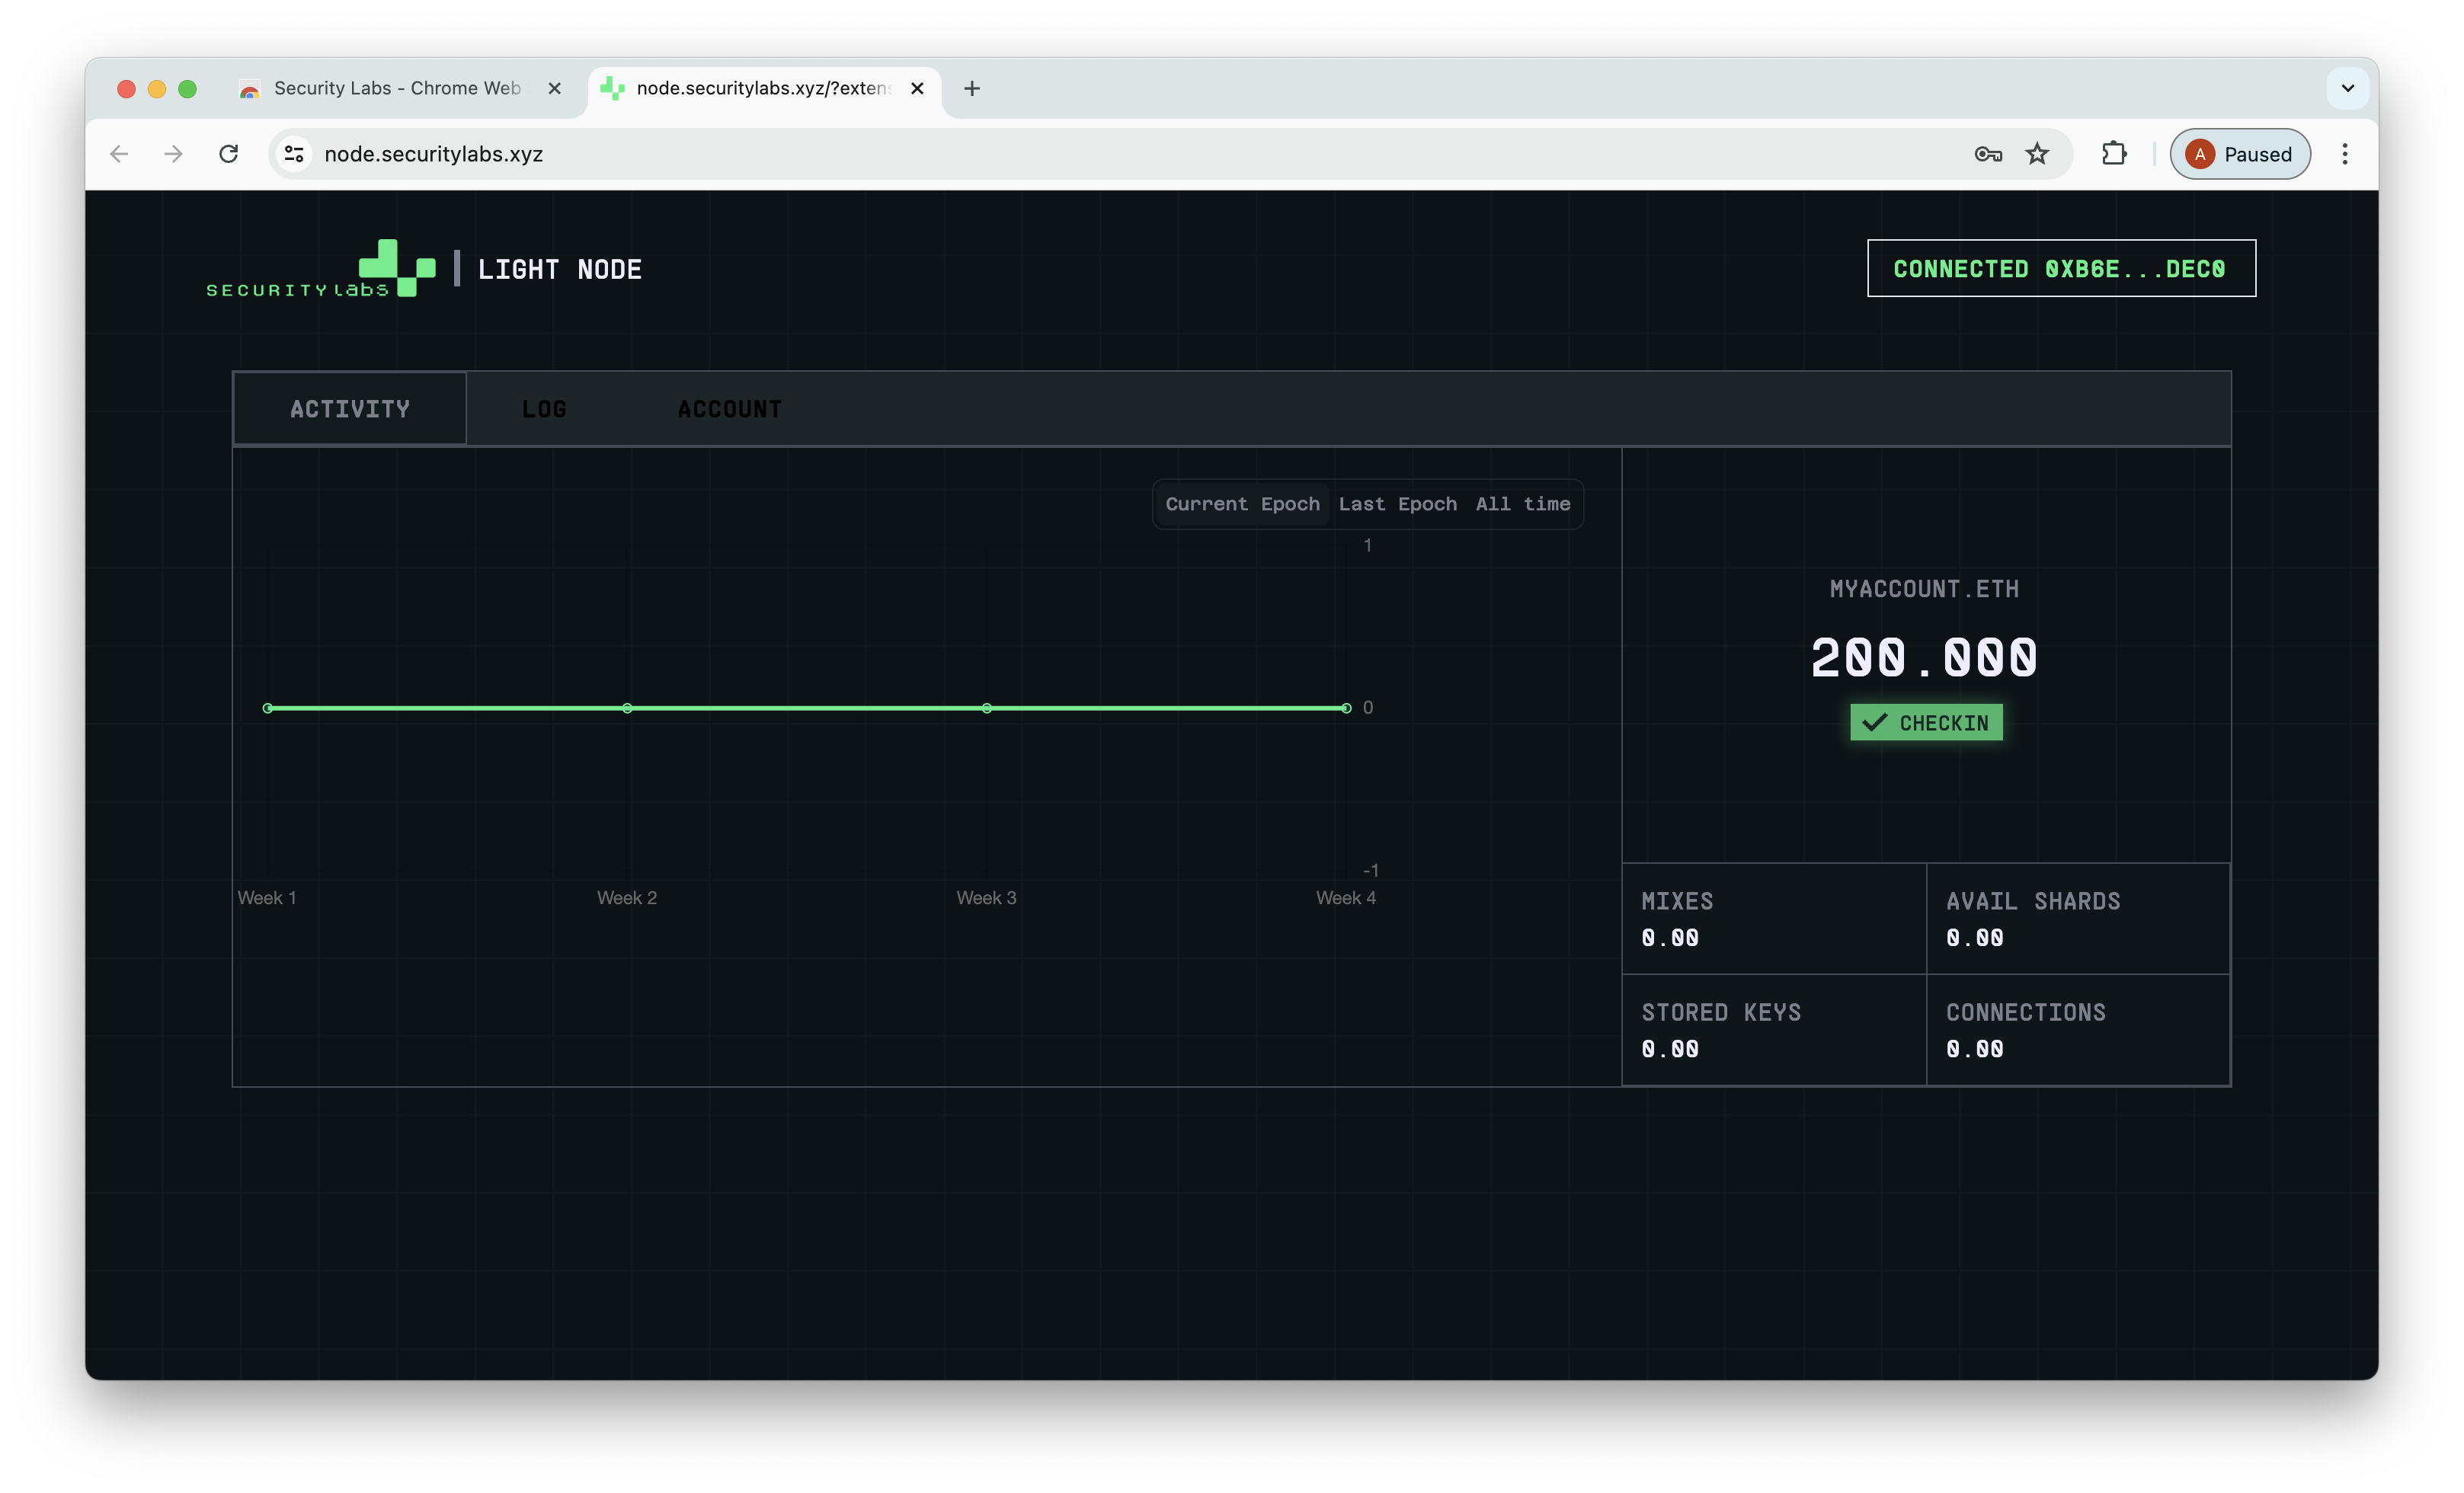 Security Labs - Chrome Web
node.securitylabs.xyz/?extens
node.securitylabs.xyz
A Paused
SECURITY labs
LIGHT NODE
CONNECTED 0XB6E...DEC0
ACTIVITY LOG ACCOUNT
Current Epoch Last Epoch All time
1
0
-1
Week 1 Week 2 Week 3 Week 4
MYACCOUNT.ETH
200.000
CHECKIN
MIXES
0.00
AVAIL SHARDS
0.00
STORED KEYS
0.00
CONNECTIONS
0.00